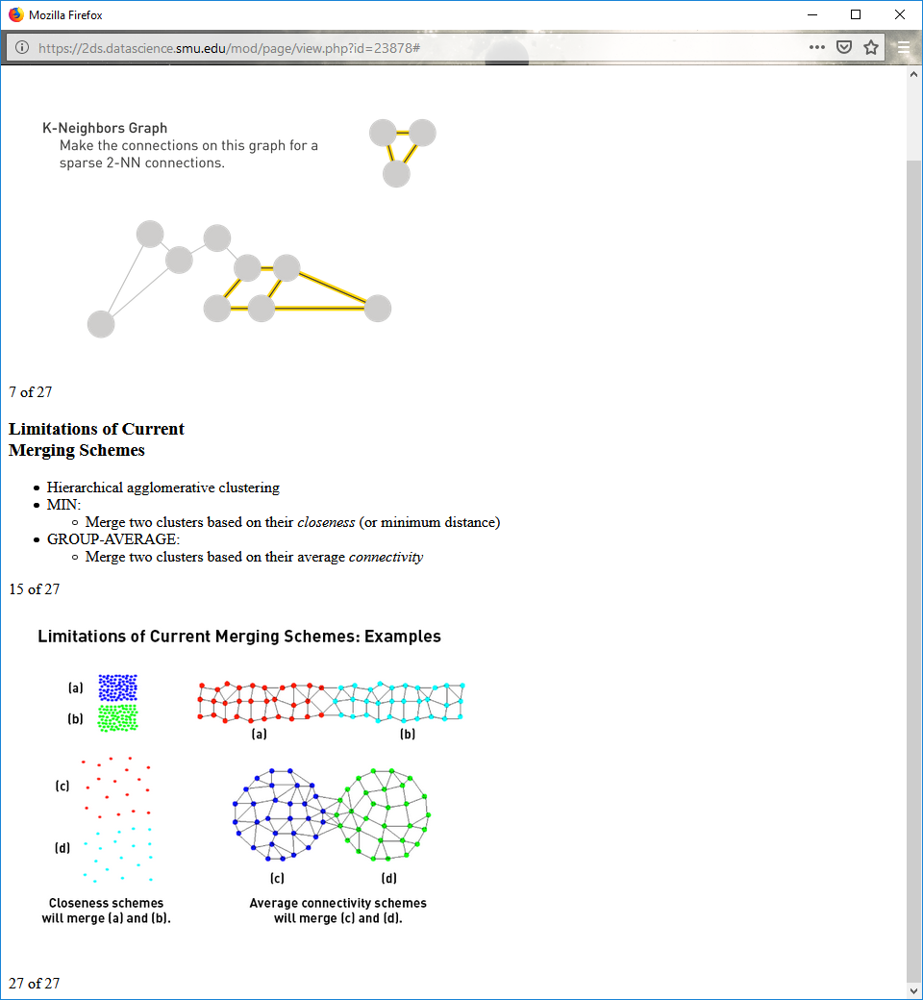 Mozilla Firefox
https://2ds.datascience.smu.edu/mod/page/view.php?id=23878#
K-Neighbors Graph
Make the connections on this graph for a
sparse 2-NN connections.
7 of 27
Limitations of Current
Merging Schemes
Hierarchical agglomerative clustering
MIN:
Merge two clusters based on their closeness (or minimum distance)
GROUP-AVERAGE:
Merge two clusters based on their average connectivity
15 of 27
Limitations of Current Merging Schemes: Examples
(a)
(b)
(a)
(b)
(c)
(d)
(c)
(d)
Closeness schemes
will merge (a) and (b).
Average connectivity schemes
will merge (c) and (d).
27 of 27